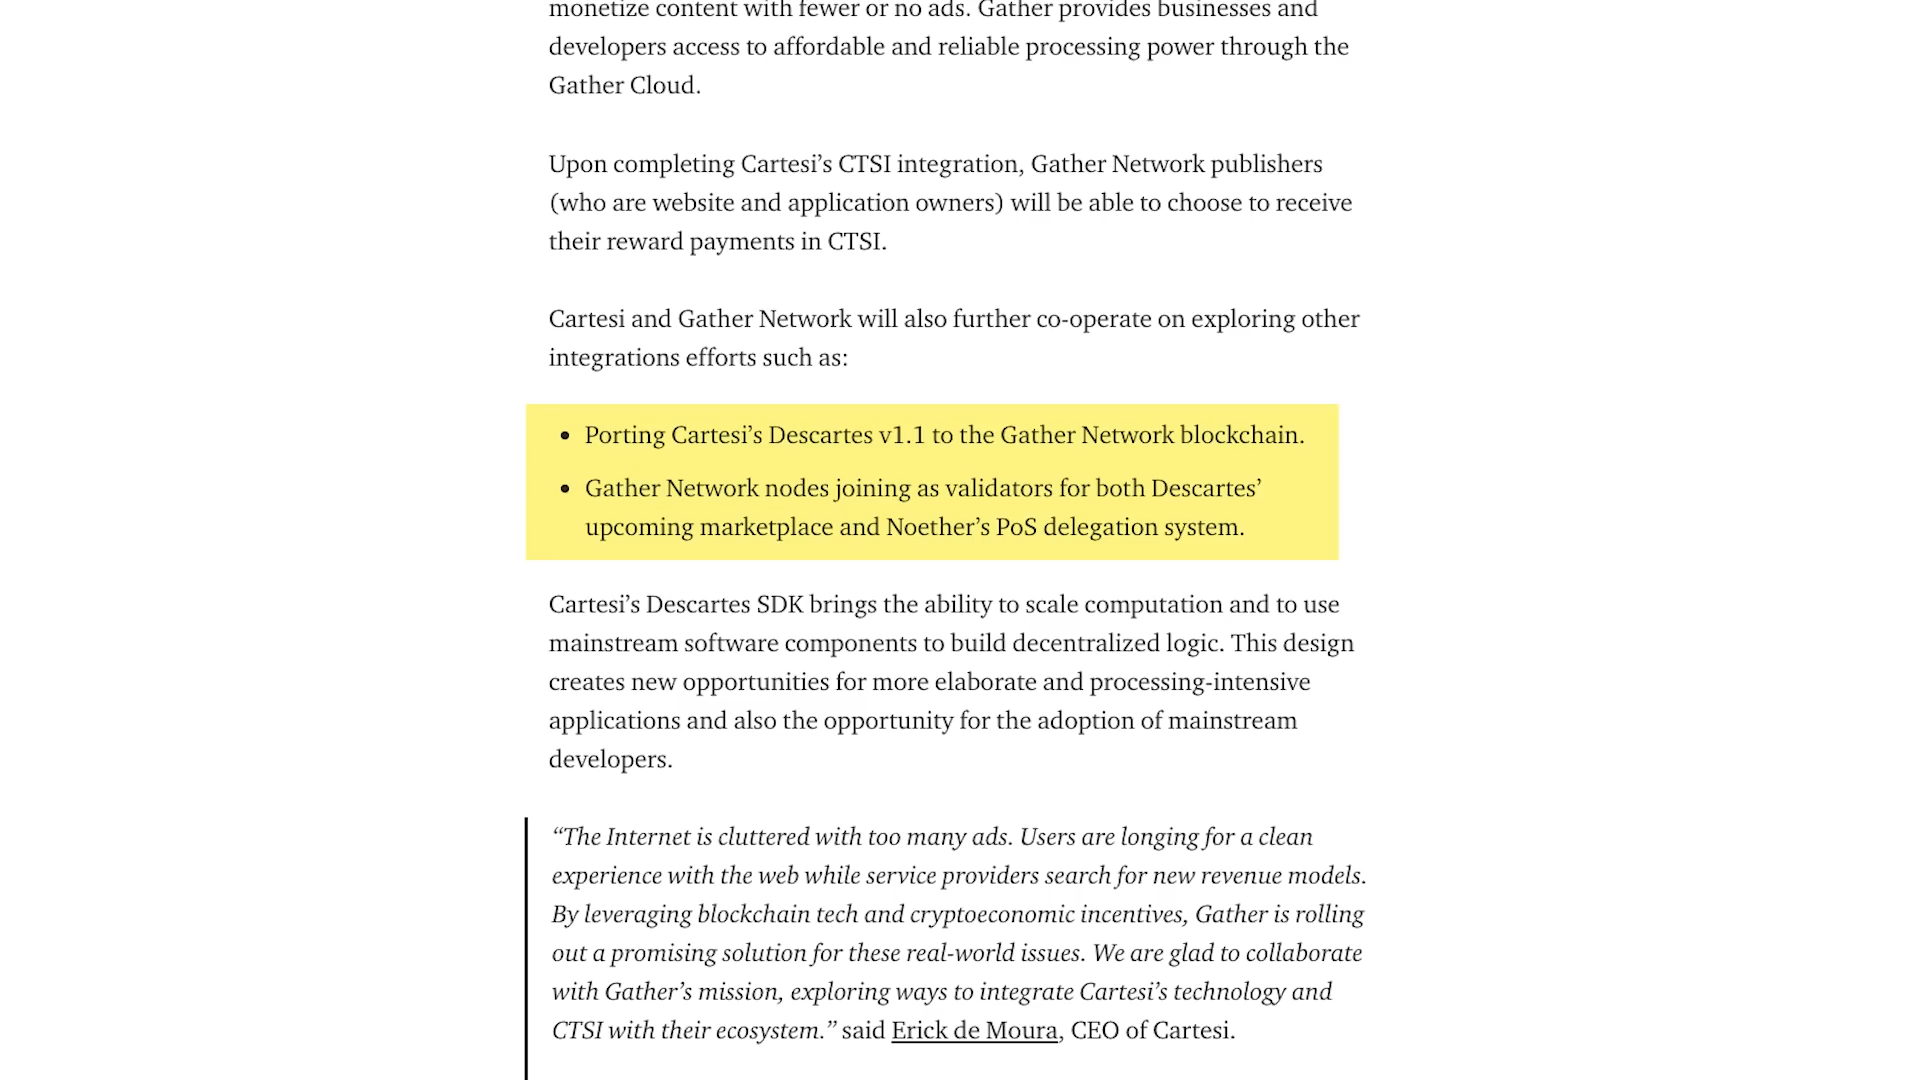 monetize content with fewer or no ads. Gather provides businesses and
developers access to affordable and reliable processing power through the
Gather Cloud.
Upon completing Cartesi’s CTSI integration, Gather Network publishers
(who are website and application owners) will be able to choose to receive
their reward payments in CTSI.
Cartesi and Gather Network will also further co-operate on exploring other
integrations efforts such as:
• Porting Cartesi’s Descartes v1.1 to the Gather Network blockchain.
• Gather Network nodes joining as validators for both Descartes’
upcoming marketplace and Noether’s PoS delegation system.
Cartesi’s Descartes SDK brings the ability to scale computation and to use
mainstream software components to build decentralized logic. This design
creates new opportunities for more elaborate and processing-intensive
applications and also the opportunity for the adoption of mainstream
developers.
“The Internet is cluttered with too many ads. Users are longing for a clean
experience with the web while service providers search for new revenue models.
By leveraging blockchain tech and cryptoeconomic incentives, Gather is rolling
out a promising solution for these real-world issues. We are glad to collaborate
with Gather’s mission, exploring ways to integrate Cartesi’s technology and
CTSI with their ecosystem.” said Erick de Moura, CEO of Cartesi.